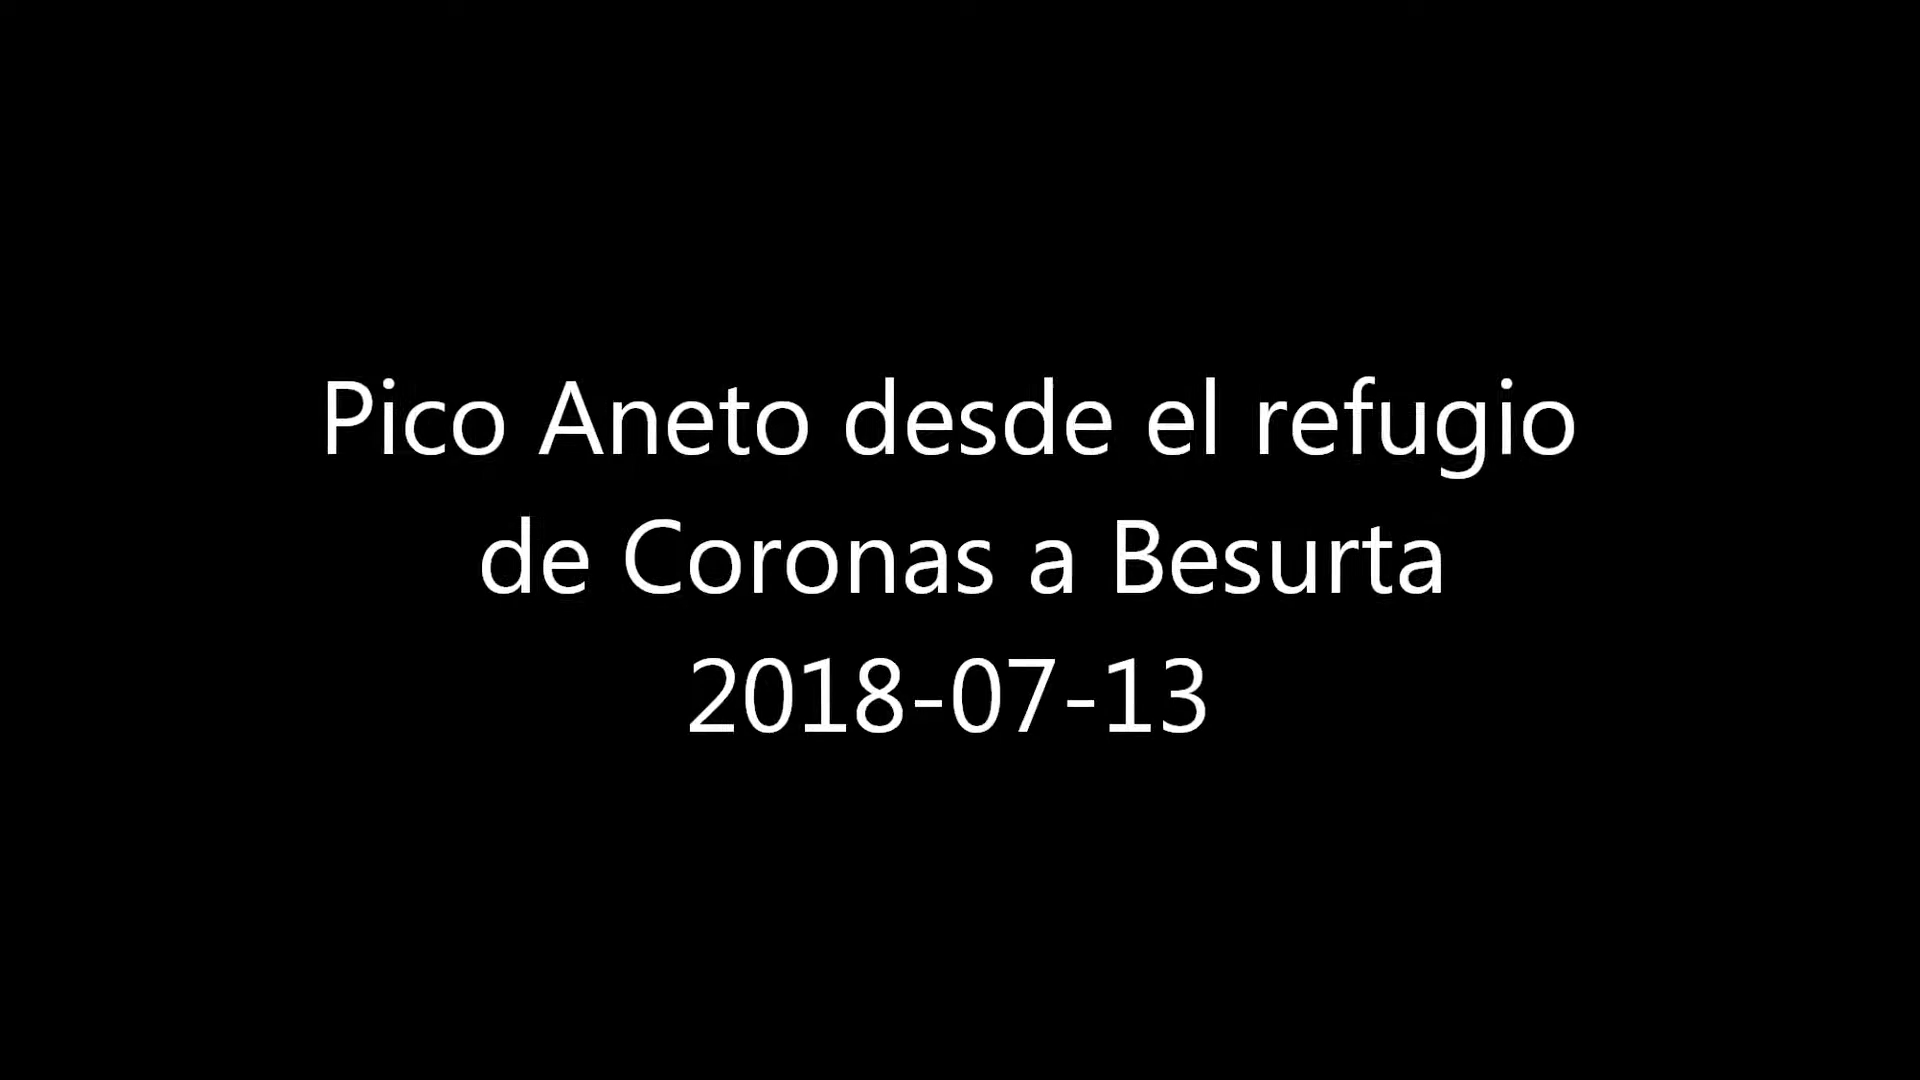 Pico Aneto desde el refugio
de Coronas a Besurta
2018-07-13